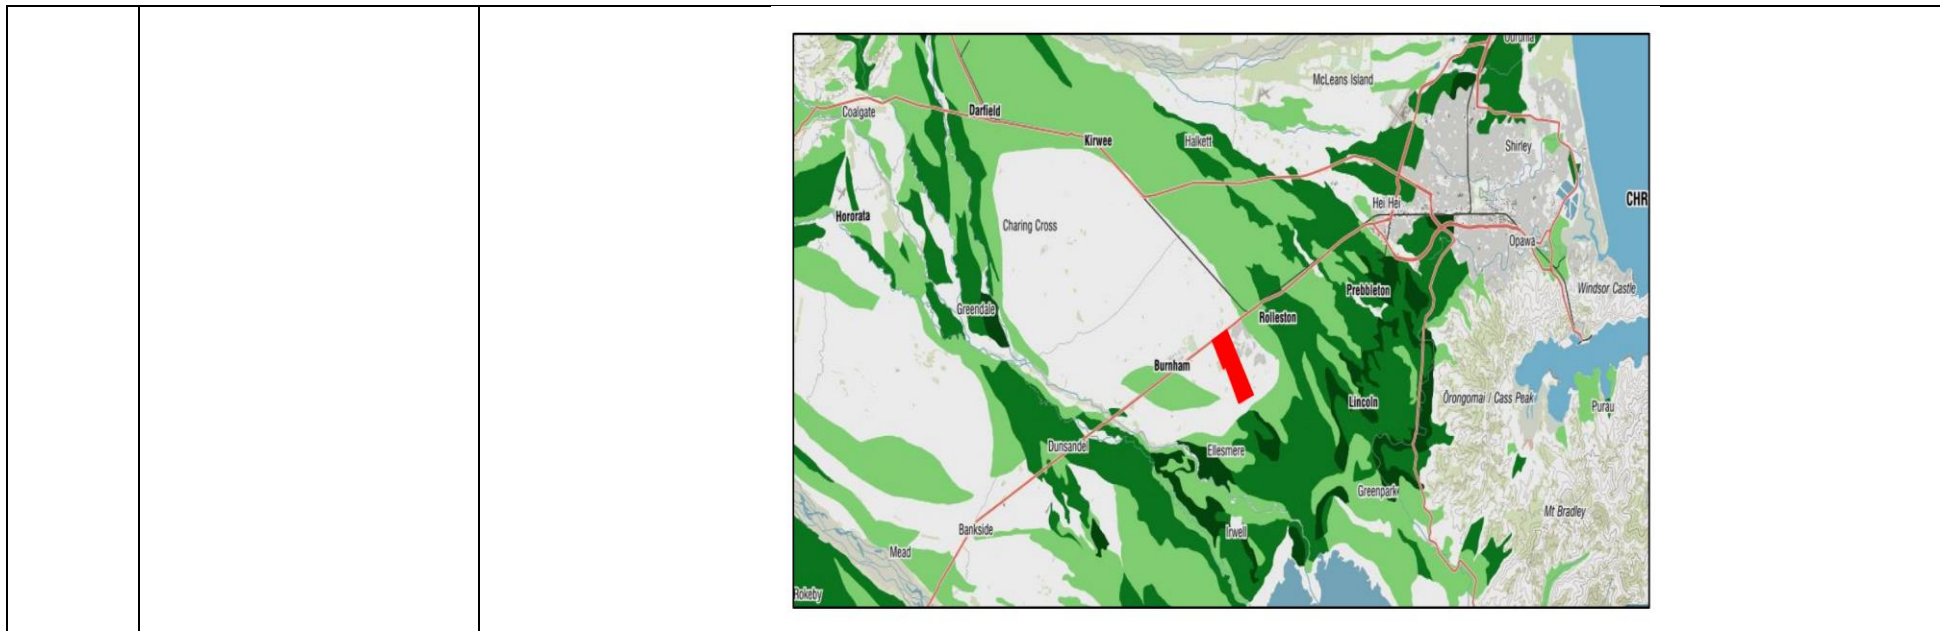 McLeans Island
Coalgate
Darfield
Kirwee
Halkett
Shirley
Hei Hei
CHR
Hororata
Charing Cross
Opawa
Windsor Castle
Prebbleton
Greendale
Rolleston
Burnham
Lincoln
Orongomai / Cass Peak
Purau
Dunsandel
Ellesmere
Greenpark
Mt Bradley
Bankside
Irwell
Mead
Rokeby